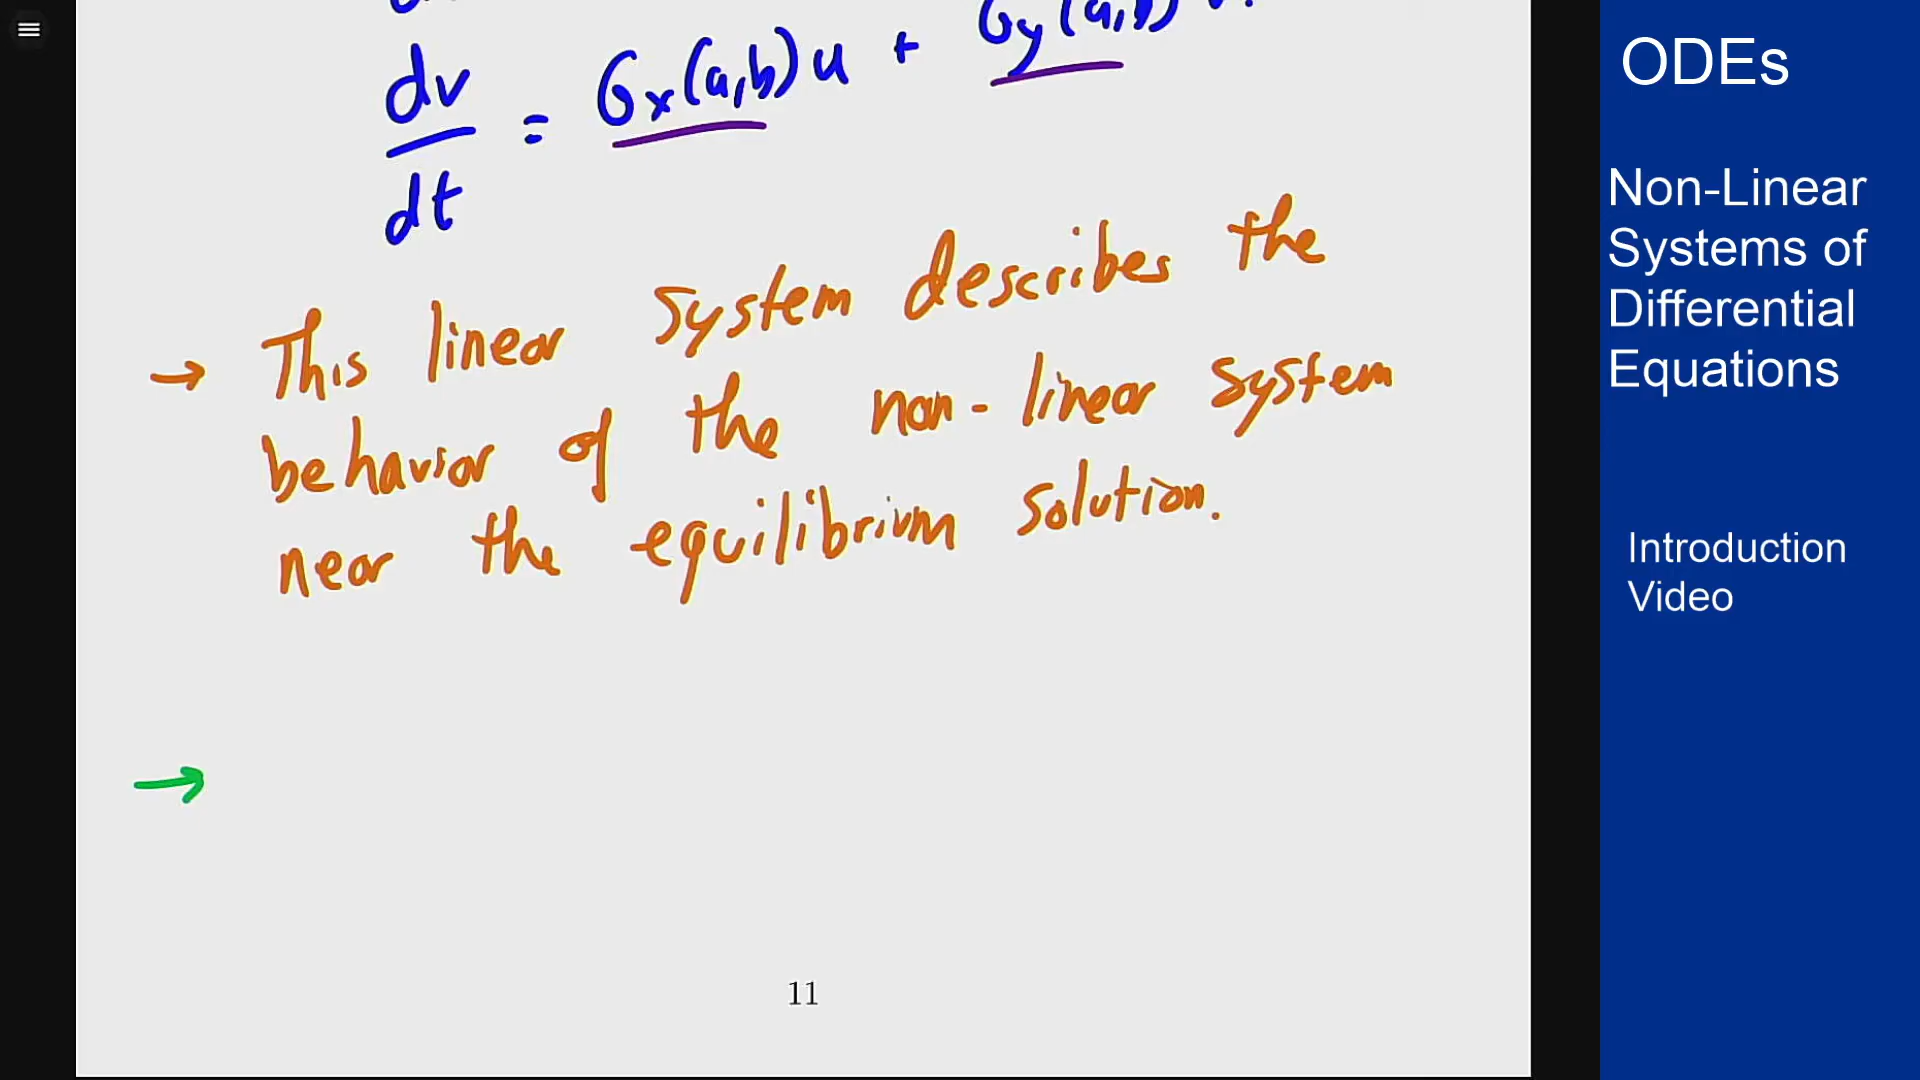 dv/dt = Gx(a,b)u + Gy(a,b)v.
→ This linear system describes the
behavior of the non-linear system
near the equilibrium solution.
→
11
ODEs
Non-Linear
Systems of
Differential
Equations
Introduction
Video